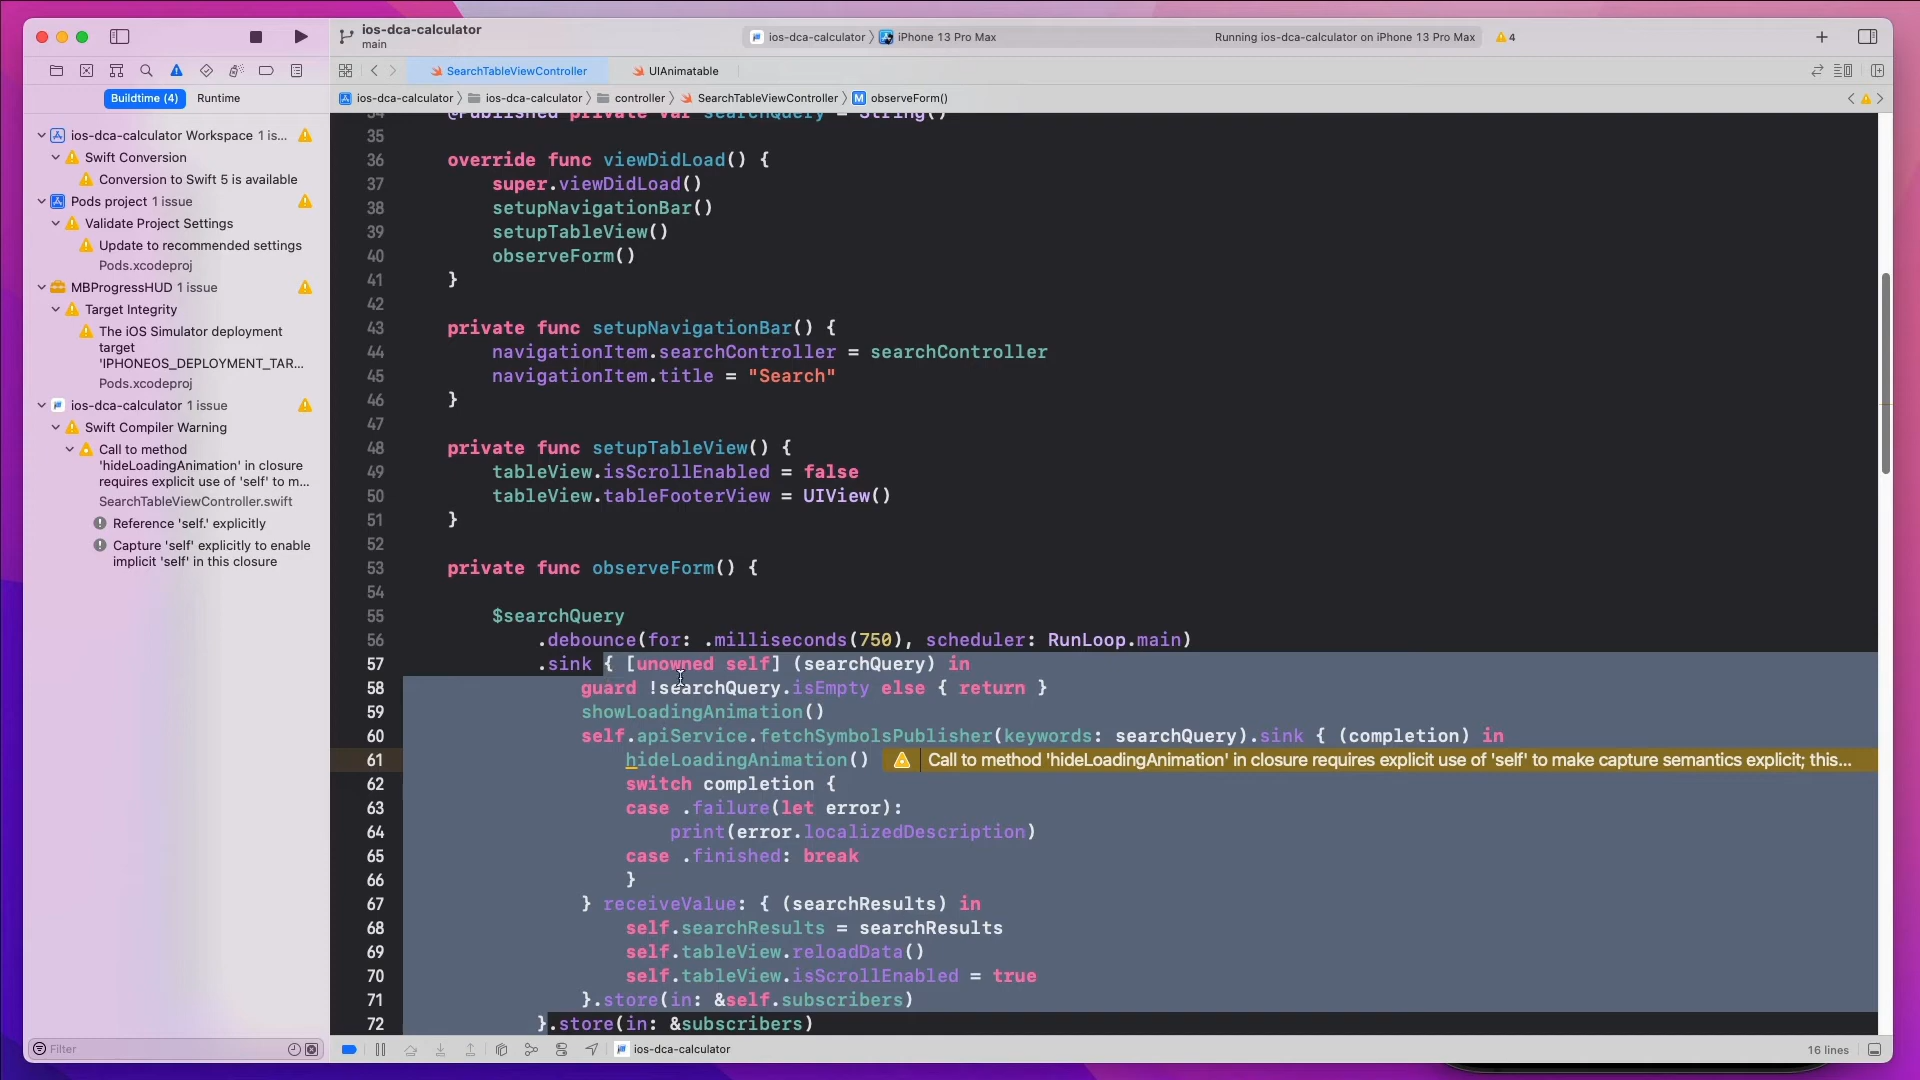 ios-dca-calculator
main
ios-dca-calculator
iPhone 13 Pro Max
Running ios-dca-calculator on iPhone 13 Pro Max
4
SearchTableViewController
UIAnimatable
Buildtime (4)
Runtime
ios-dca-calculator
ios-dca-calculator
controller
SearchTableViewController
M
observeForm()
ios-dca-calculator Workspace 1 is...
Swift Conversion
Conversion to Swift 5 is available
Pods project 1 issue
Validate Project Settings
Update to recommended settings
Pods.xcodeproj
MBProgressHUD 1 issue
Target Integrity
The iOS Simulator deployment
target
'IPHONEOS_DEPLOYMENT_TAR...
Pods.xcodeproj
ios-dca-calculator 1 issue
Swift Compiler Warning
Call to method
'hideLoadingAnimation' in closure
requires explicit use of 'self' to m...
SearchTableViewController.swift
Reference 'self.' explicitly
Capture 'self' explicitly to enable
implicit 'self' in this closure
Filter
34 @Published private var searchQuery = String()
35
36 override func viewDidLoad() {
37 super.viewDidLoad()
38 setupNavigationBar()
39 setupTableView()
40 observeForm()
41 }
42
43 private func setupNavigationBar() {
44 navigationItem.searchController = searchController
45 navigationItem.title = "Search"
46 }
47
48 private func setupTableView() {
49 tableView.isScrollEnabled = false
50 tableView.tableFooterView = UIView()
51 }
52
53 private func observeForm() {
54
55 $searchQuery
56 .debounce(for: .milliseconds(750), scheduler: RunLoop.main)
57 .sink { [unowned self] (searchQuery) in
58 guard !searchQuery.isEmpty else { return }
59 showLoadingAnimation()
60 self.apiService.fetchSymbolsPublisher(keywords: searchQuery).sink { (completion) in
61 hideLoadingAnimation() Call to method 'hideLoadingAnimation' in closure requires explicit use of 'self' to make capture semantics explicit; this...
62 switch completion {
63 case .failure(let error):
64 print(error.localizedDescription)
65 case .finished: break
66 }
67 } receiveValue: { (searchResults) in
68 self.searchResults = searchResults
69 self.tableView.reloadData()
70 self.tableView.isScrollEnabled = true
71 }.store(in: &self.subscribers)
72 }.store(in: &subscribers)
ios-dca-calculator
16 lines